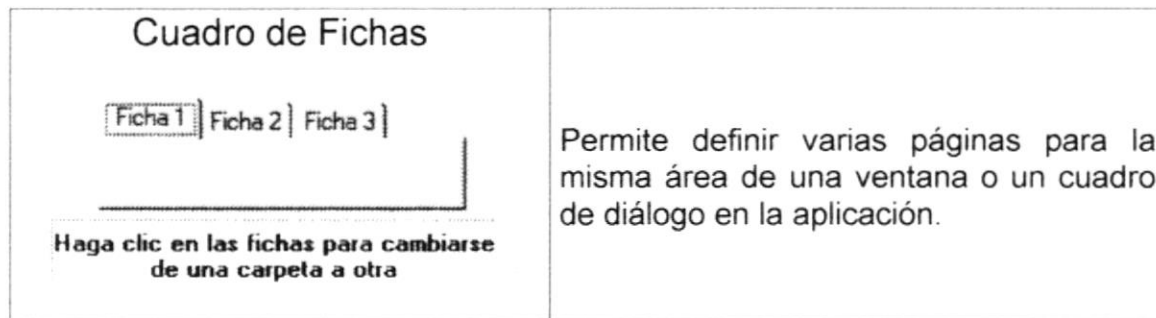 Cuadro de Fichas
Ficha 1 Ficha 2 Ficha 3
Haga clic en las fichas para cambiarse
de una carpeta a otra
Permite definir varias páginas para la
misma área de una ventana o un cuadro
de diálogo en la aplicación.